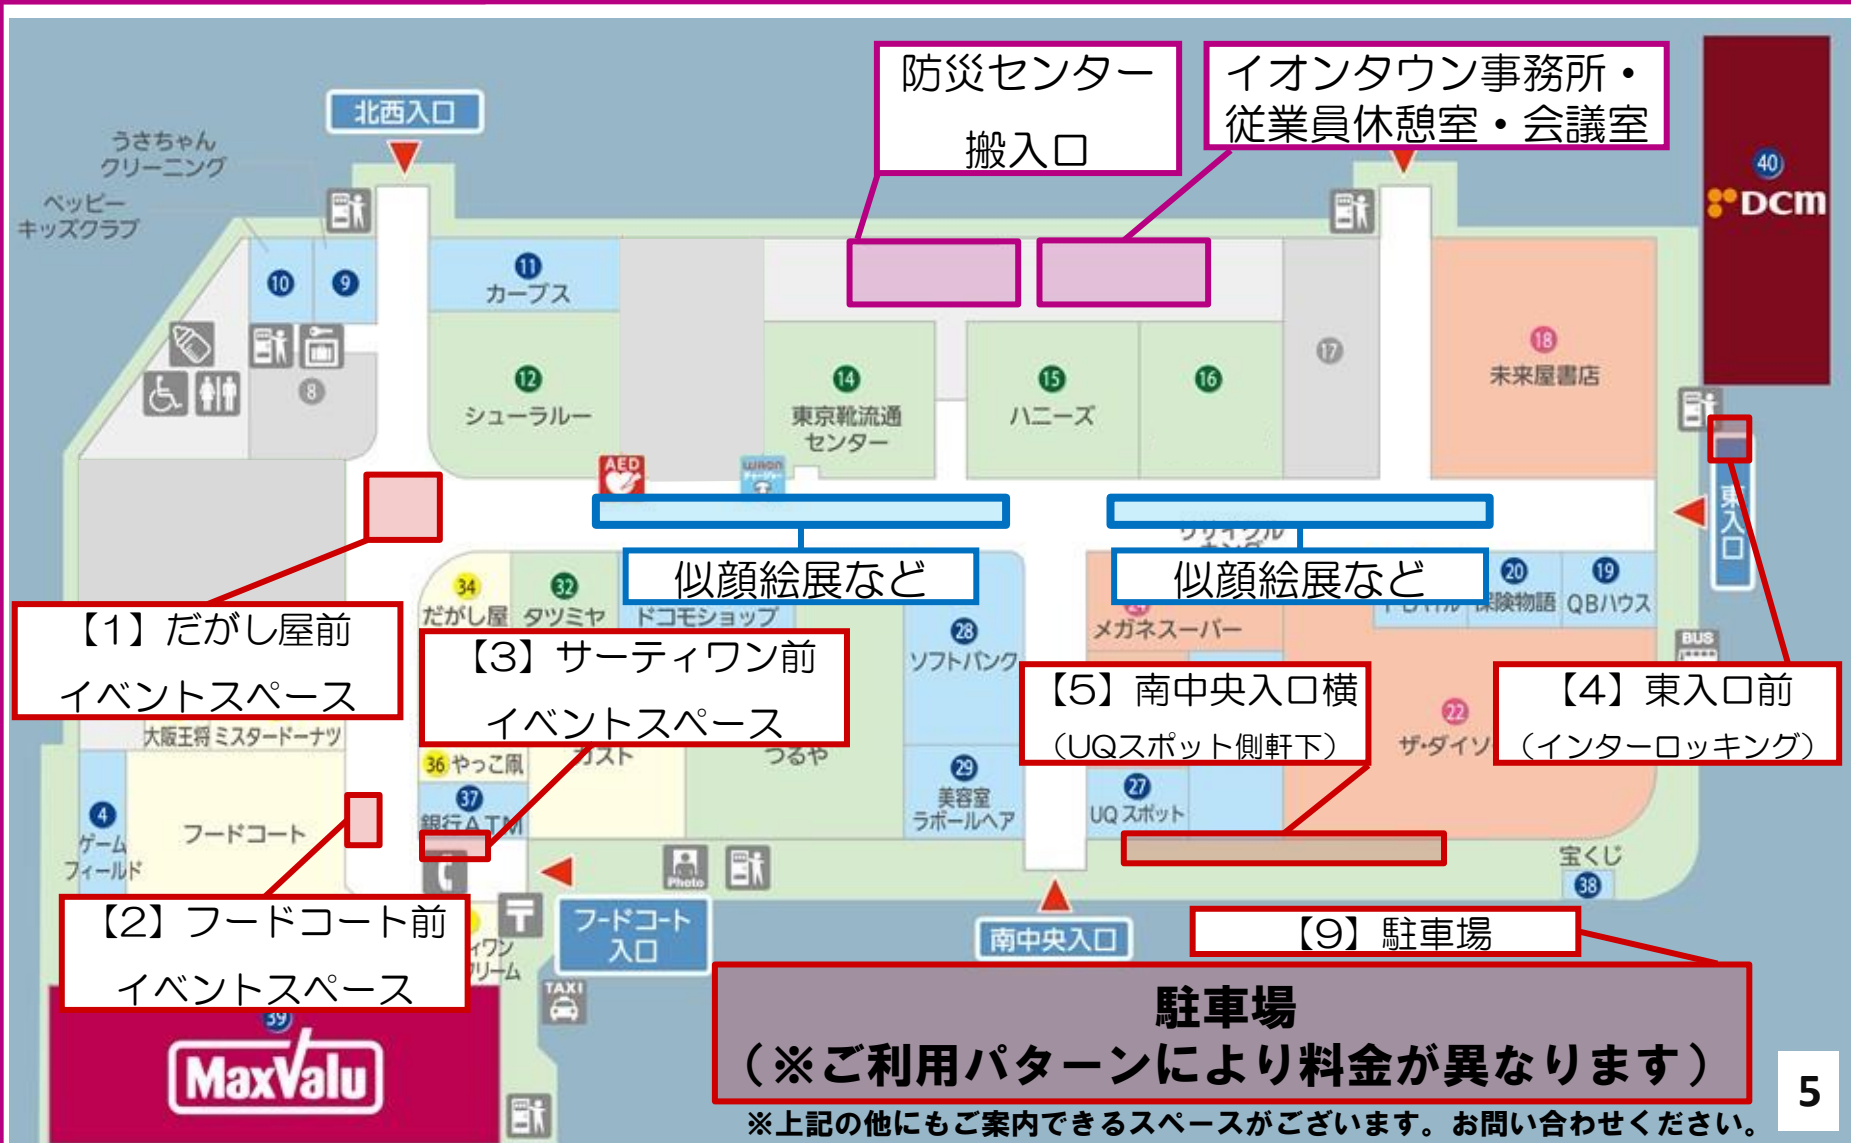 防災センター
搬入口
イオンタウン事務所・
従業員休憩室・会議室
北西入口
うさちゃん
クリーニング
ペッピー
キッズクラブ
40
DCM
10
9
11
カーブス
8
12
シューラルー
14
東京靴流通
センター
15
ハニーズ
16
17
18
未来屋書店
AED
WAON
東入口
リサイクル
似顔絵展など
似顔絵展など
34
だがし屋
32
タツミヤ
ドコモショップ
28
ソフトバンク
メガネスーパー
20
保険物語
19
QBハウス
BUS
【1】だがし屋前
イベントスペース
【3】サーティワン前
イベントスペース
【5】南中央入口横
（UQスポット側軒下）
【4】東入口前
（インターロッキング）
大阪王将
ミスタードーナツ
36 やっこ凧
ガスト
つるや
22
ザ・ダイソ
4
ゲーム
フィールド
フードコート
37
銀行ATM
29
美容室
ラボールヘア
27
UQ スポット
宝くじ
38
Photo
【2】フードコート前
イベントスペース
フードコート
入口
南中央入口
【9】駐車場
ィワン
クリーム
TAXI
駐車場
（※ご利用パターンにより料金が異なります）
39
MaxValu
※上記の他にもご案内できるスペースがございます。お問い合わせください。
5